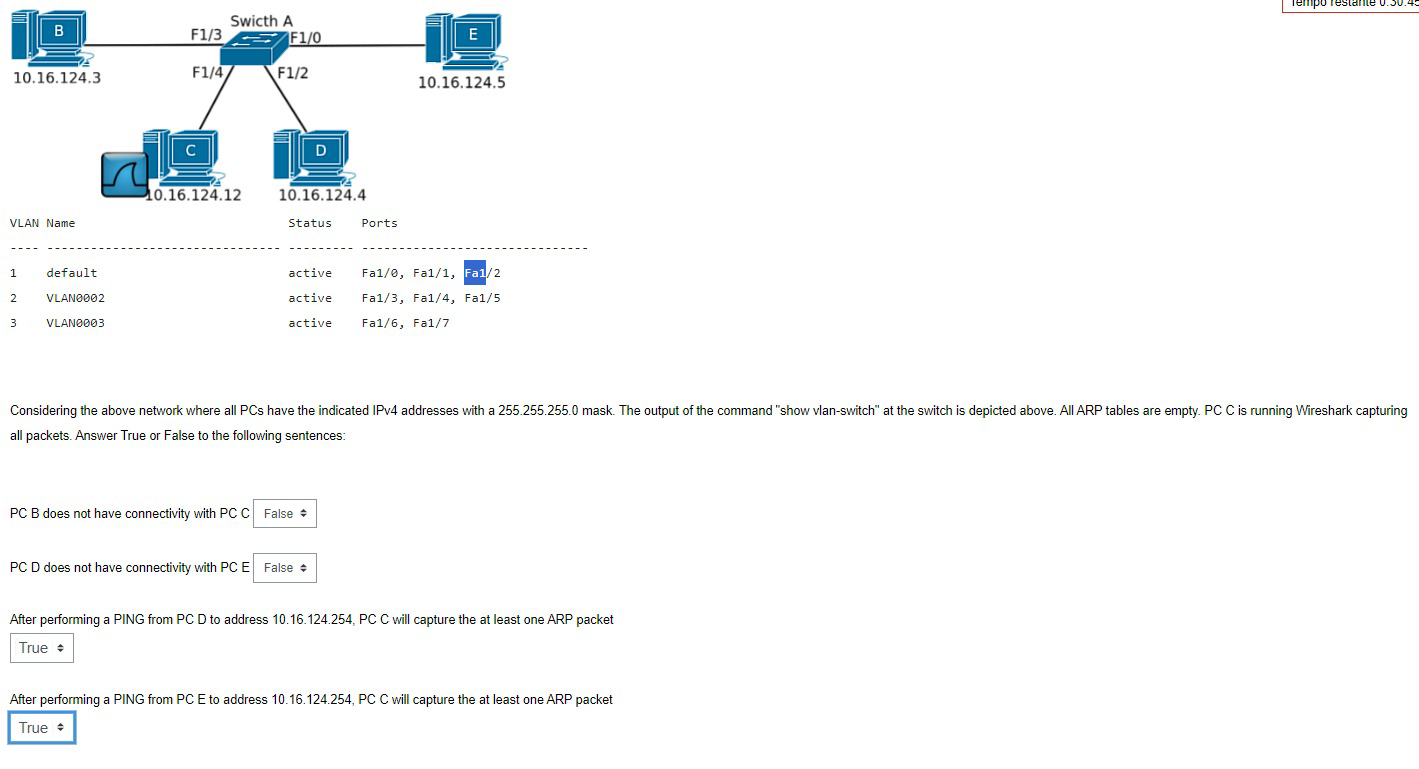 Tempo restante 0:30:45
B
Swicth A
F1/3
F1/0
E
10.16.124.3
F1/4
F1/2
10.16.124.5
C
D
10.16.124.12
10.16.124.4
VLAN Name Status Ports
---- -------------------------------- --------- -------------------------------
1 default active Fa1/0, Fa1/1, Fa1/2
2 VLAN0002 active Fa1/3, Fa1/4, Fa1/5
3 VLAN0003 active Fa1/6, Fa1/7
Considering the above network where all PCs have the indicated IPv4 addresses with a 255.255.255.0 mask. The output of the command "show vlan-switch" at the switch is depicted above. All ARP tables are empty. PC C is running Wireshark capturing
all packets. Answer True or False to the following sentences:
PC B does not have connectivity with PC C False
PC D does not have connectivity with PC E False
After performing a PING from PC D to address 10.16.124.254, PC C will capture the at least one ARP packet
True
After performing a PING from PC E to address 10.16.124.254, PC C will capture the at least one ARP packet
True